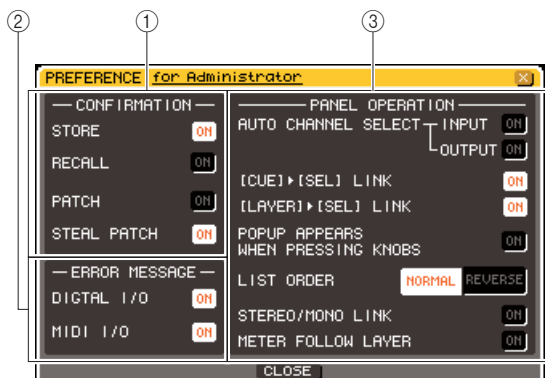 ② ① ③
PREFERENCE for Administrator X
CONFIRMATION
STORE ON
RECALL ON
PATCH ON
STEAL PATCH ON
ERROR MESSAGE
DIGTAL I/O ON
MIDI I/O ON
PANEL OPERATION
AUTO CHANNEL SELECT INPUT ON
OUTPUT ON
[CUE]▶[SEL] LINK ON
[LAYER]▶[SEL] LINK ON
POPUP APPEARS
WHEN PRESSING KNOBS ON
LIST ORDER NORMAL REVERSE
STEREO/MONO LINK ON
METER FOLLOW LAYER ON
CLOSE